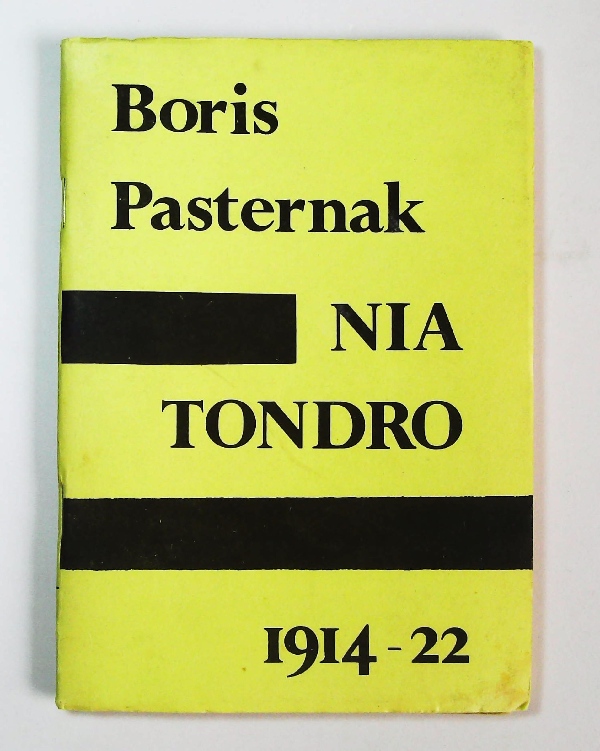 Boris
Pasternak
NIA
TONDRO
1914-22